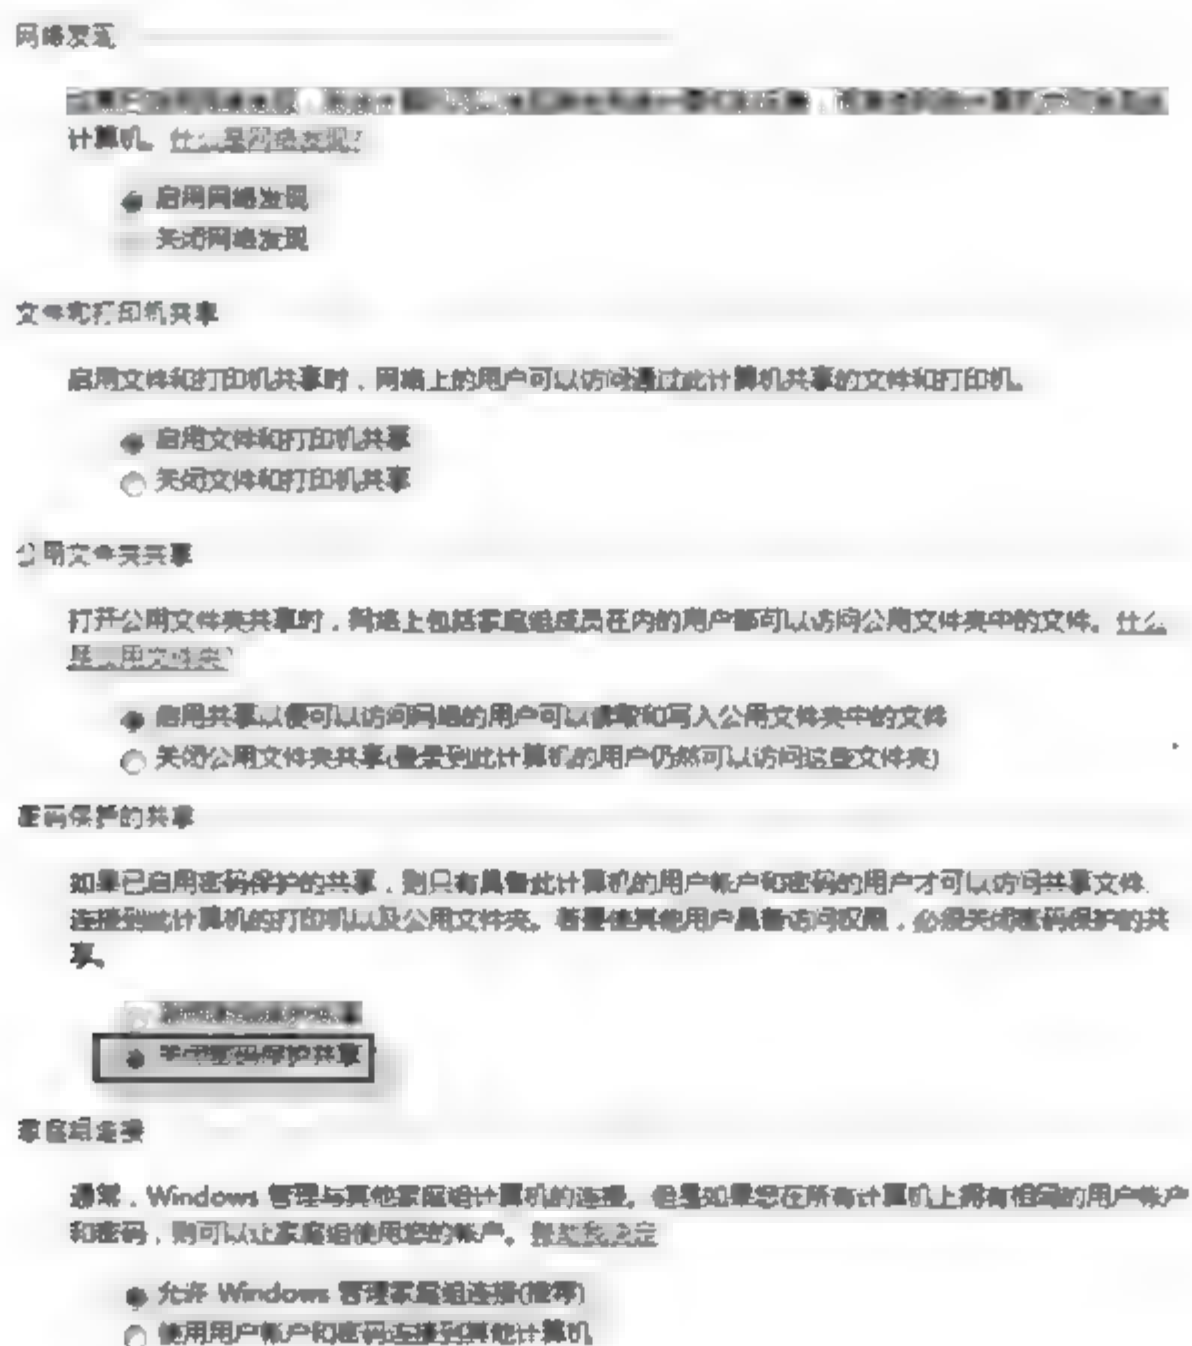 网络发现
计算机。什么是网络发现?
启用网络发现
关闭网络发现
文件和打印机共享
启用文件和打印机共享时，网络上的用户可以访问通过此计算机共享的文件和打印机。
启用文件和打印机共享
关闭文件和打印机共享
公用文件夹共享
打开公用文件夹共享时，网络上包括家庭组成员在内的用户都可以访问公用文件夹中的文件。什么
是公用文件夹?
启用共享以便可以访问网络的用户可以读取和写入公用文件夹中的文件
关闭公用文件夹共享(登录到此计算机的用户仍然可以访问这些文件夹)
密码保护的共享
如果已启用密码保护的共享，则只有具备此计算机的用户帐户和密码的用户才可以访问共享文件、
连接到此计算机的打印机以及公用文件夹。若要使其他用户具备访问权限，必须关闭密码保护的共
享。
关闭密码保护共享
家庭组连接
通常，Windows 管理与其他家庭组计算机的连接。但是如果您在所有计算机上拥有相同的用户帐户
和密码，则可以让家庭组使用您的帐户。帮助我决定
允许 Windows 管理家庭组连接(推荐)
使用用户帐户和密码连接到其他计算机